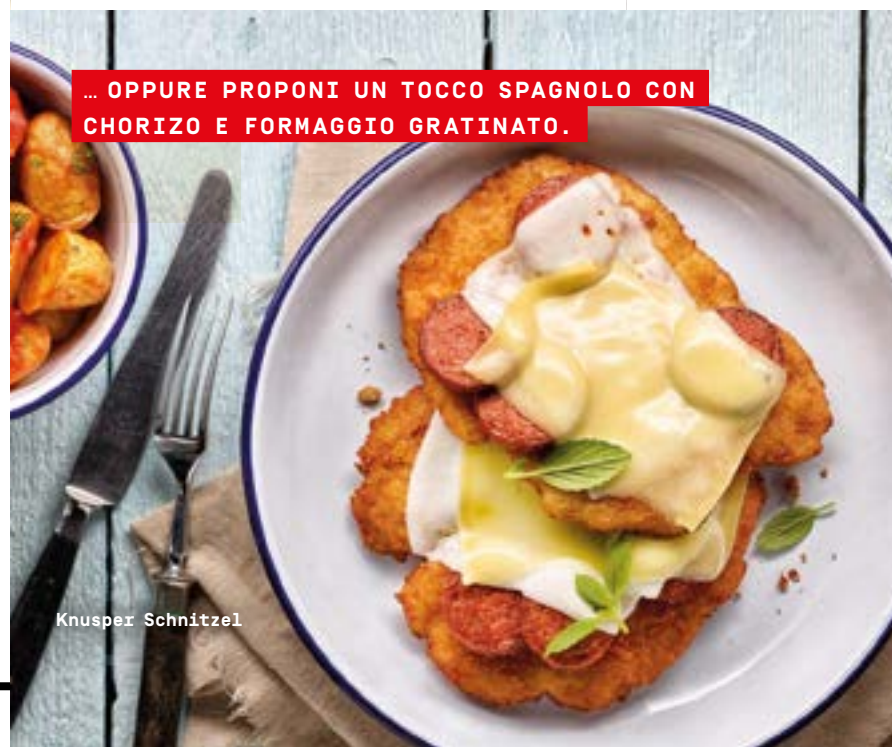 … OPPURE PROPONI UN TOCCO SPAGNOLO CON
CHORIZO E FORMAGGIO GRATINATO.
Knusper Schnitzel